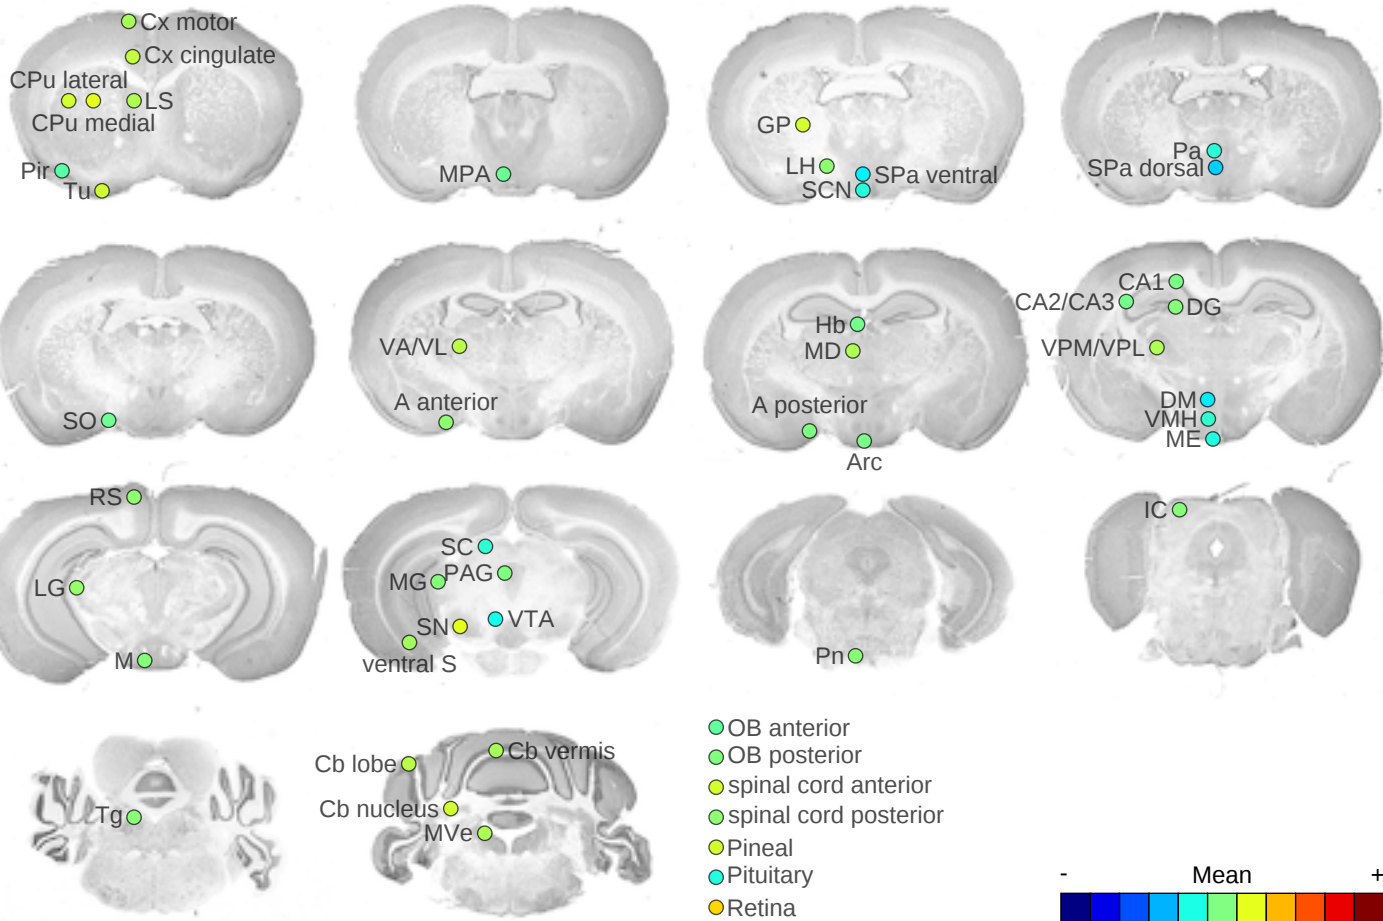 Cx motor
Cx cingulate
CPu lateral
LS
CPu medial
Pir
Tu
MPA
GP
LH
SPa ventral
SCN
Pa
SPa dorsal
SO
VA/VL
A anterior
Hb
MD
A posterior
Arc
CA1
CA2/CA3
DG
VPM/VPL
DM
VMH
ME
RS
LG
M
SC
MG
PAG
SN
VTA
ventral S
Pn
IC
Tg
Cb lobe
Cb vermis
Cb nucleus
MVe
OB anterior
OB posterior
spinal cord anterior
spinal cord posterior
Pineal
Pituitary
Retina
- Mean +